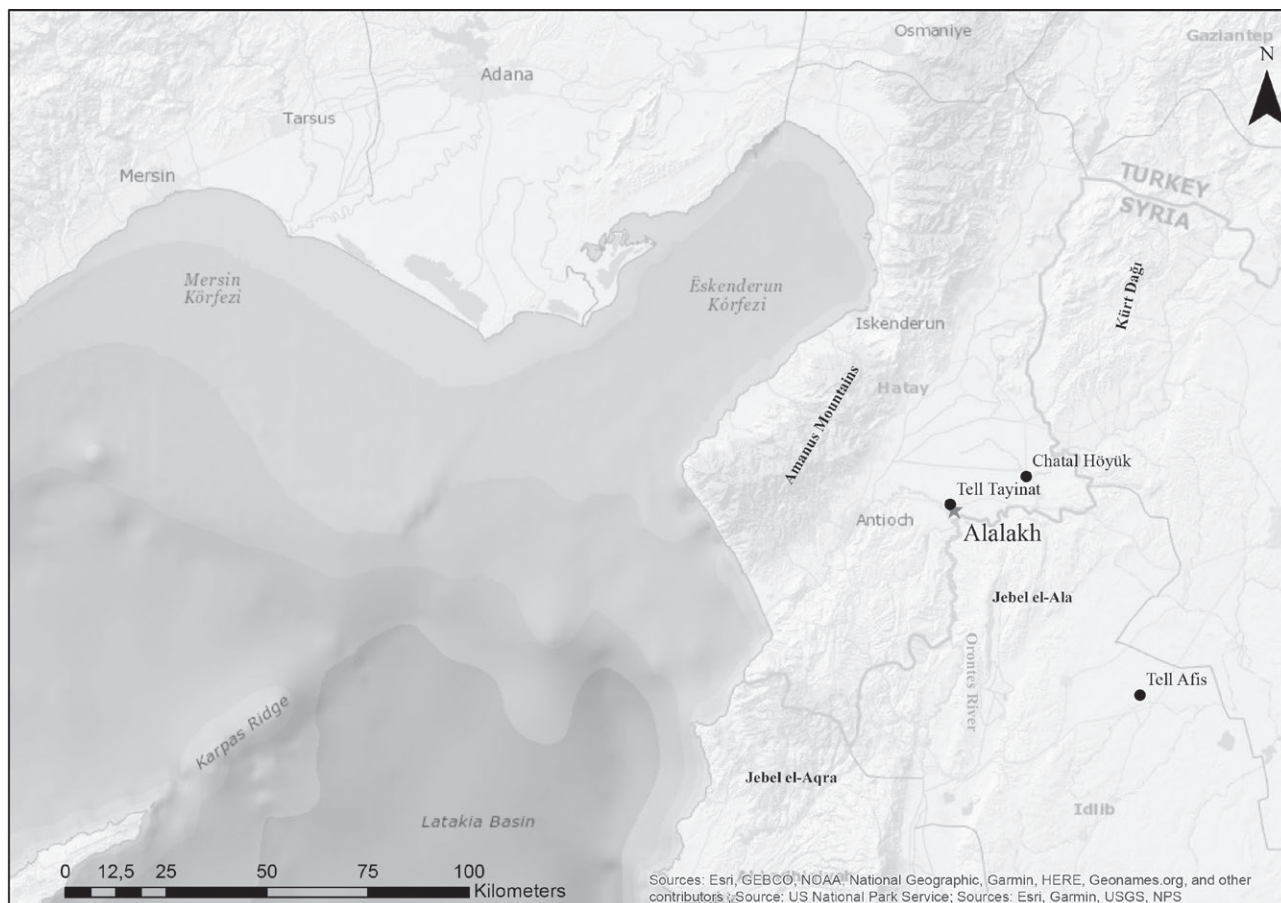 Osmaniye
Gaziantep
N
Adana
Tarsus
Mersin
TURKEY
SYRIA
Mersin
Körfezi
Ëskenderun
Körfezi
Kürt Dağı
Iskenderun
Hatay
Amanus Mountains
Chatal Höyük
Tell Tayinat
Antioch
Alalakh
Jebel el-Ala
Orontes River
Tell Afis
Karpas Ridge
Jebel el-Aqra
Idlib
Latakia Basin
0 12,5 25 50 75 100
Kilometers
Sources: Esri, GEBCO, NOAA, National Geographic, Garmin, HERE, Geonames.org, and other
contributors, Source: US National Park Service; Sources: Esri, Garmin, USGS, NPS